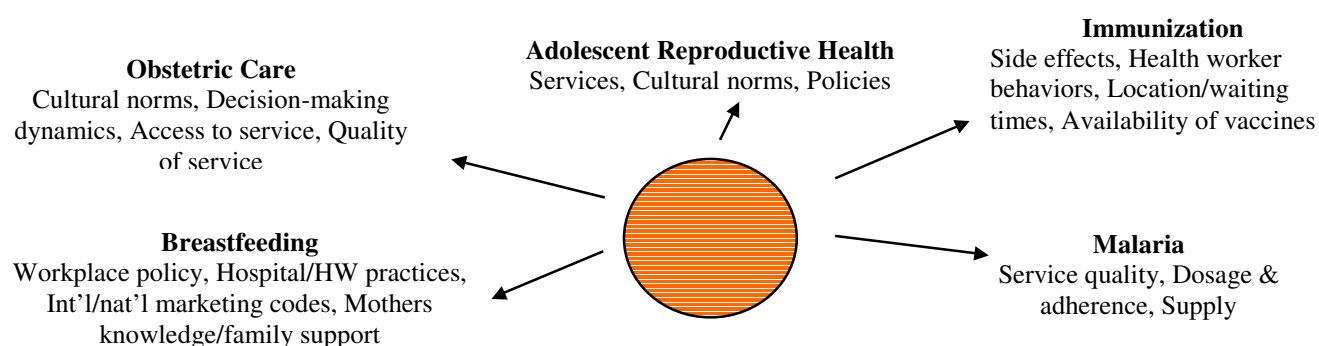 Obstetric Care
Cultural norms, Decision-making
dynamics, Access to service, Quality
of service
Adolescent Reproductive Health
Services, Cultural norms, Policies
Immunization
Side effects, Health worker
behaviors, Location/waiting
times, Availability of vaccines
Breastfeeding
Workplace policy, Hospital/HW practices,
Int’l/nat’l marketing codes, Mothers
knowledge/family support
Malaria
Service quality, Dosage &
adherence, Supply